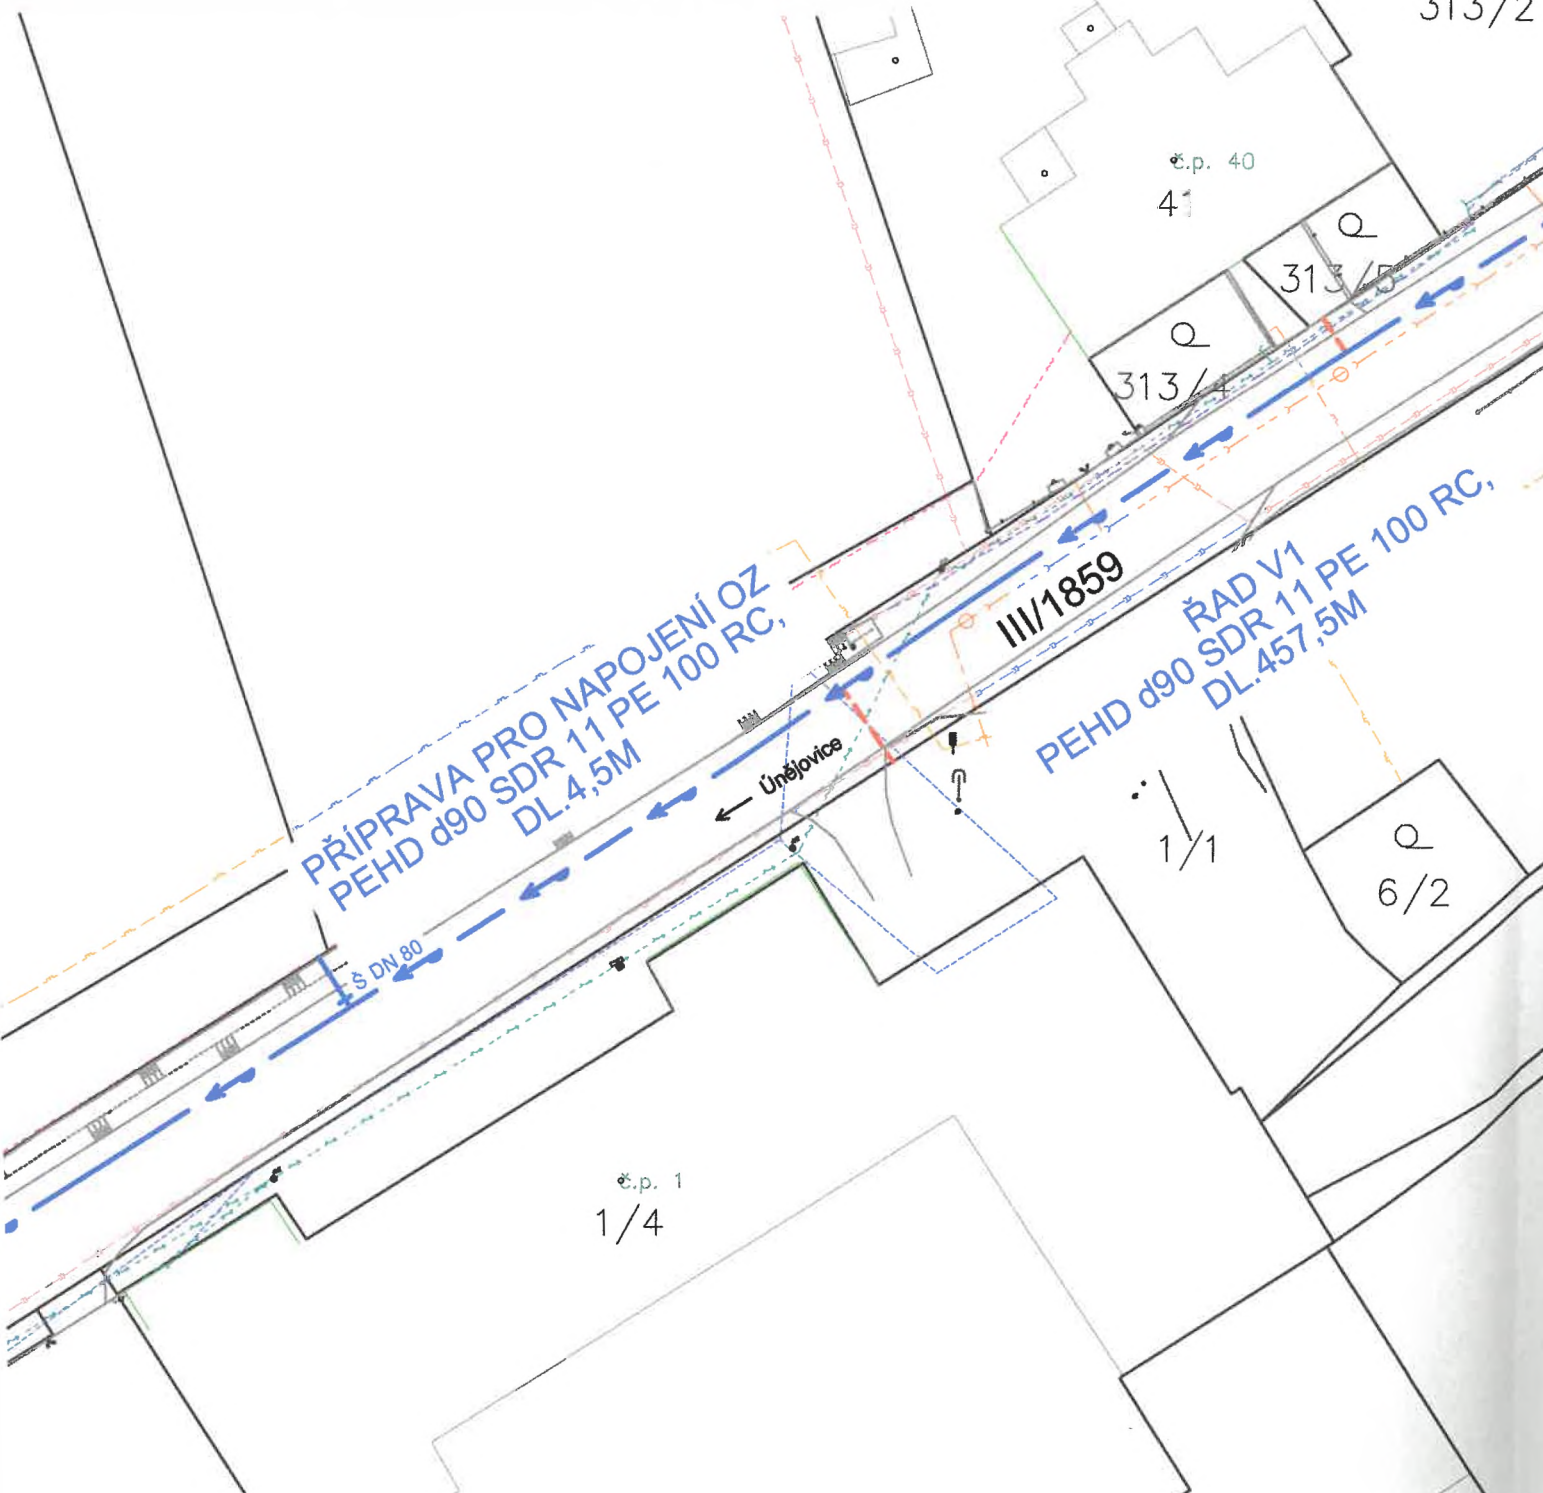 313/2
č.p. 40
41
313/5
313/4
III/1859
ŘAD V1
PEHD d90 SDR 11 PE 100 RC,
DL.457,5M
PŘÍPRAVA PRO NAPOJENÍ OZ
PEHD d90 SDR 11 PE 100 RC,
DL.4,5M
Únějovice
1/1
6/2
Š DN 80
č.p. 1
1/4